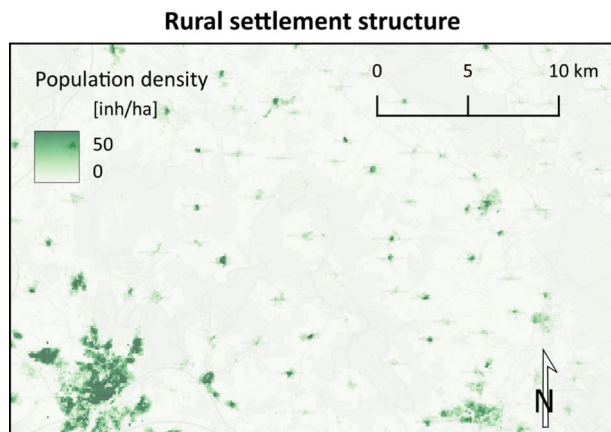 Rural settlement structure
Population density
[inh/ha]
50
0
0 5 10 km
N